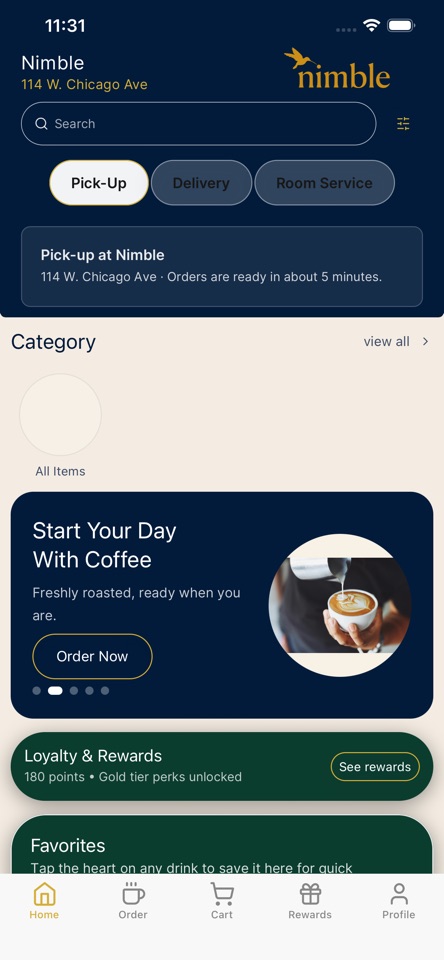 11:31
Nimble
nimble
114 W. Chicago Ave
Search
Pick-Up
Delivery
Room Service
Pick-up at Nimble
114 W. Chicago Ave · Orders are ready in about 5 minutes.
Category
view all
All Items
Start Your Day
With Coffee
Freshly roasted, ready when you
are.
Order Now
Loyalty & Rewards
180 points • Gold tier perks unlocked
See rewards
Favorites
Tap the heart on any drink to save it here for quick
Home
Order
Cart
Rewards
Profile